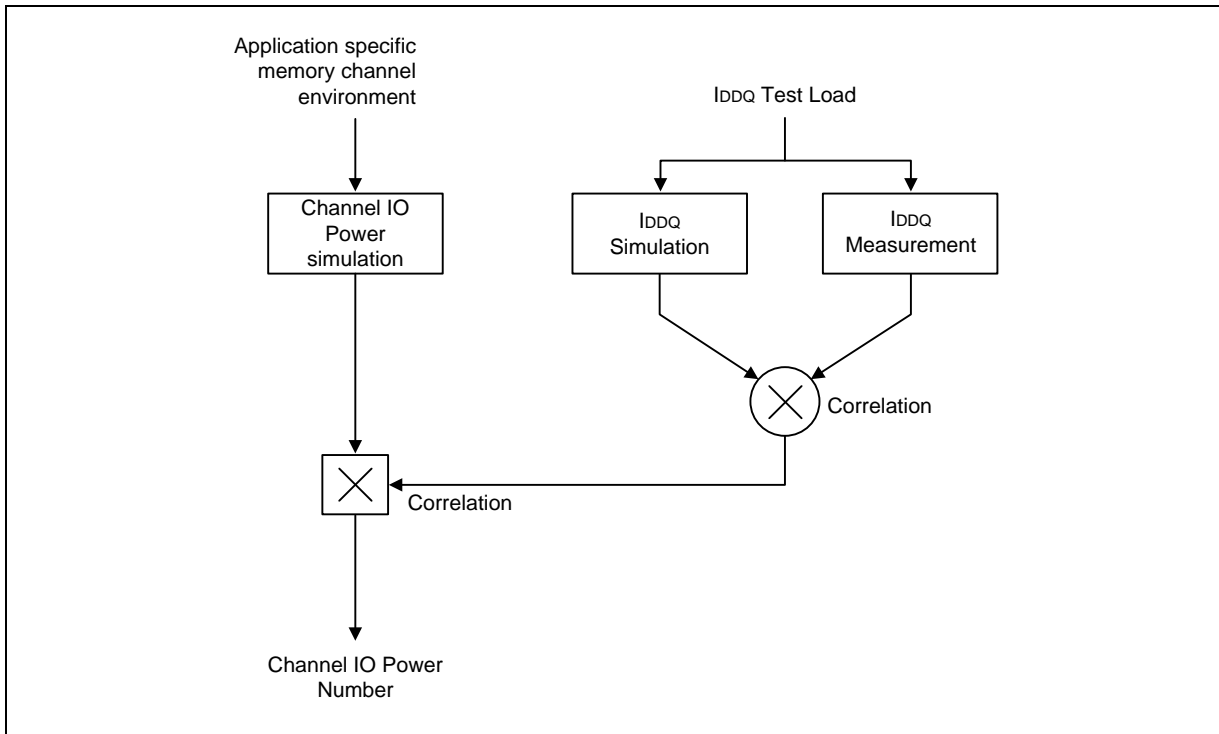 Application specific
memory channel
environment
IDDQ Test Load
Channel IO
Power
simulation
IDDQ
Simulation
IDDQ
Measurement
Correlation
Correlation
Channel IO Power
Number